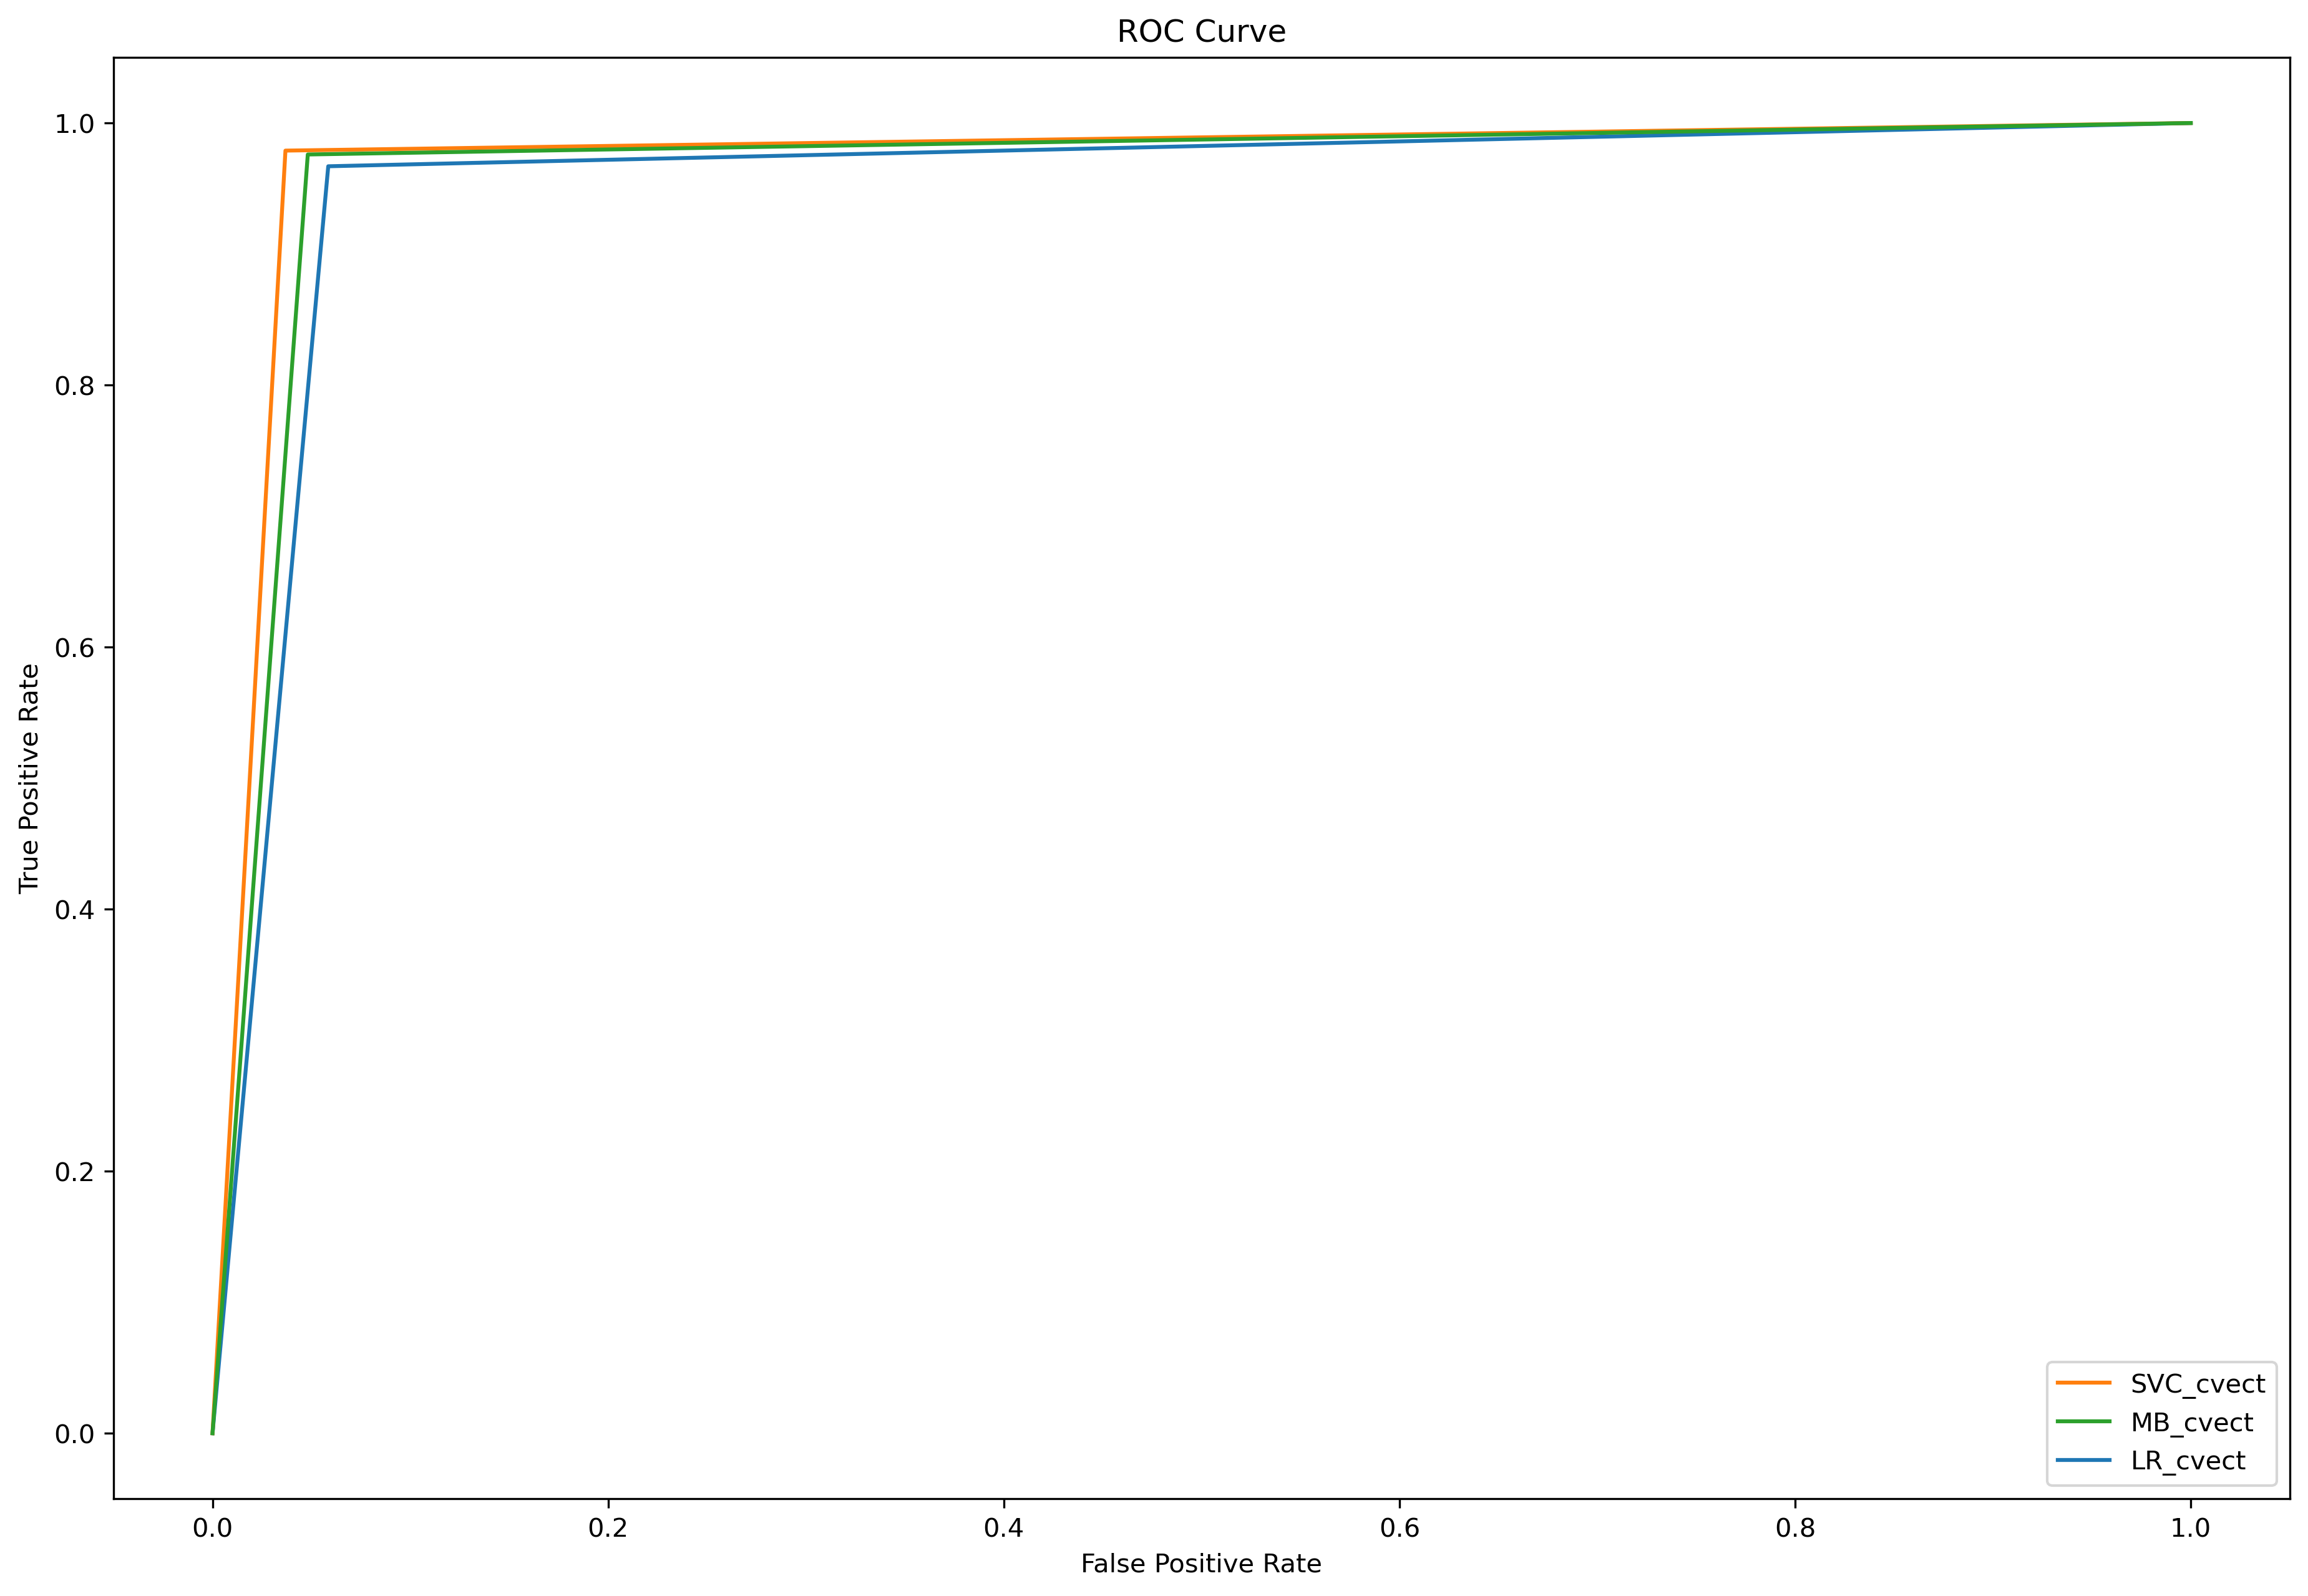 ROC Curve
True Positive Rate
1.0
0.8
0.6
0.4
0.2
0.0
0.0 0.2 0.4 0.6 0.8 1.0
False Positive Rate
SVC_cvect
MB_cvect
LR_cvect